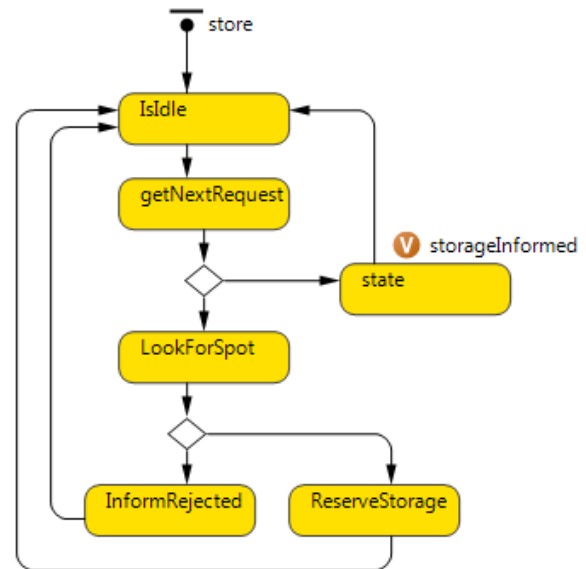 store
IsIdle
getNextRequest
V storageInformed
state
LookForSpot
InformRejected
ReserveStorage